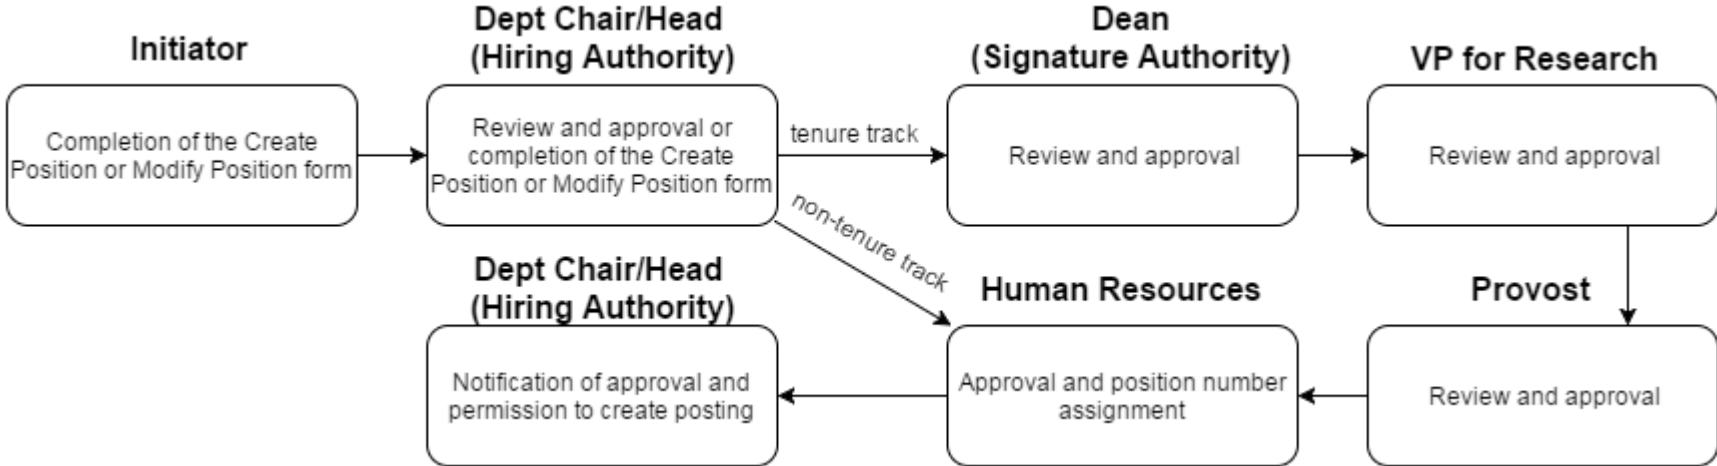 Initiator
Completion of the Create
Position or Modify Position form
Dept Chair/Head
(Hiring Authority)
Review and approval or
completion of the Create
Position or Modify Position form
tenure track
non-tenure track
Dean
(Signature Authority)
Review and approval
VP for Research
Review and approval
Provost
Review and approval
Human Resources
Approval and position number
assignment
Dept Chair/Head
(Hiring Authority)
Notification of approval and
permission to create posting